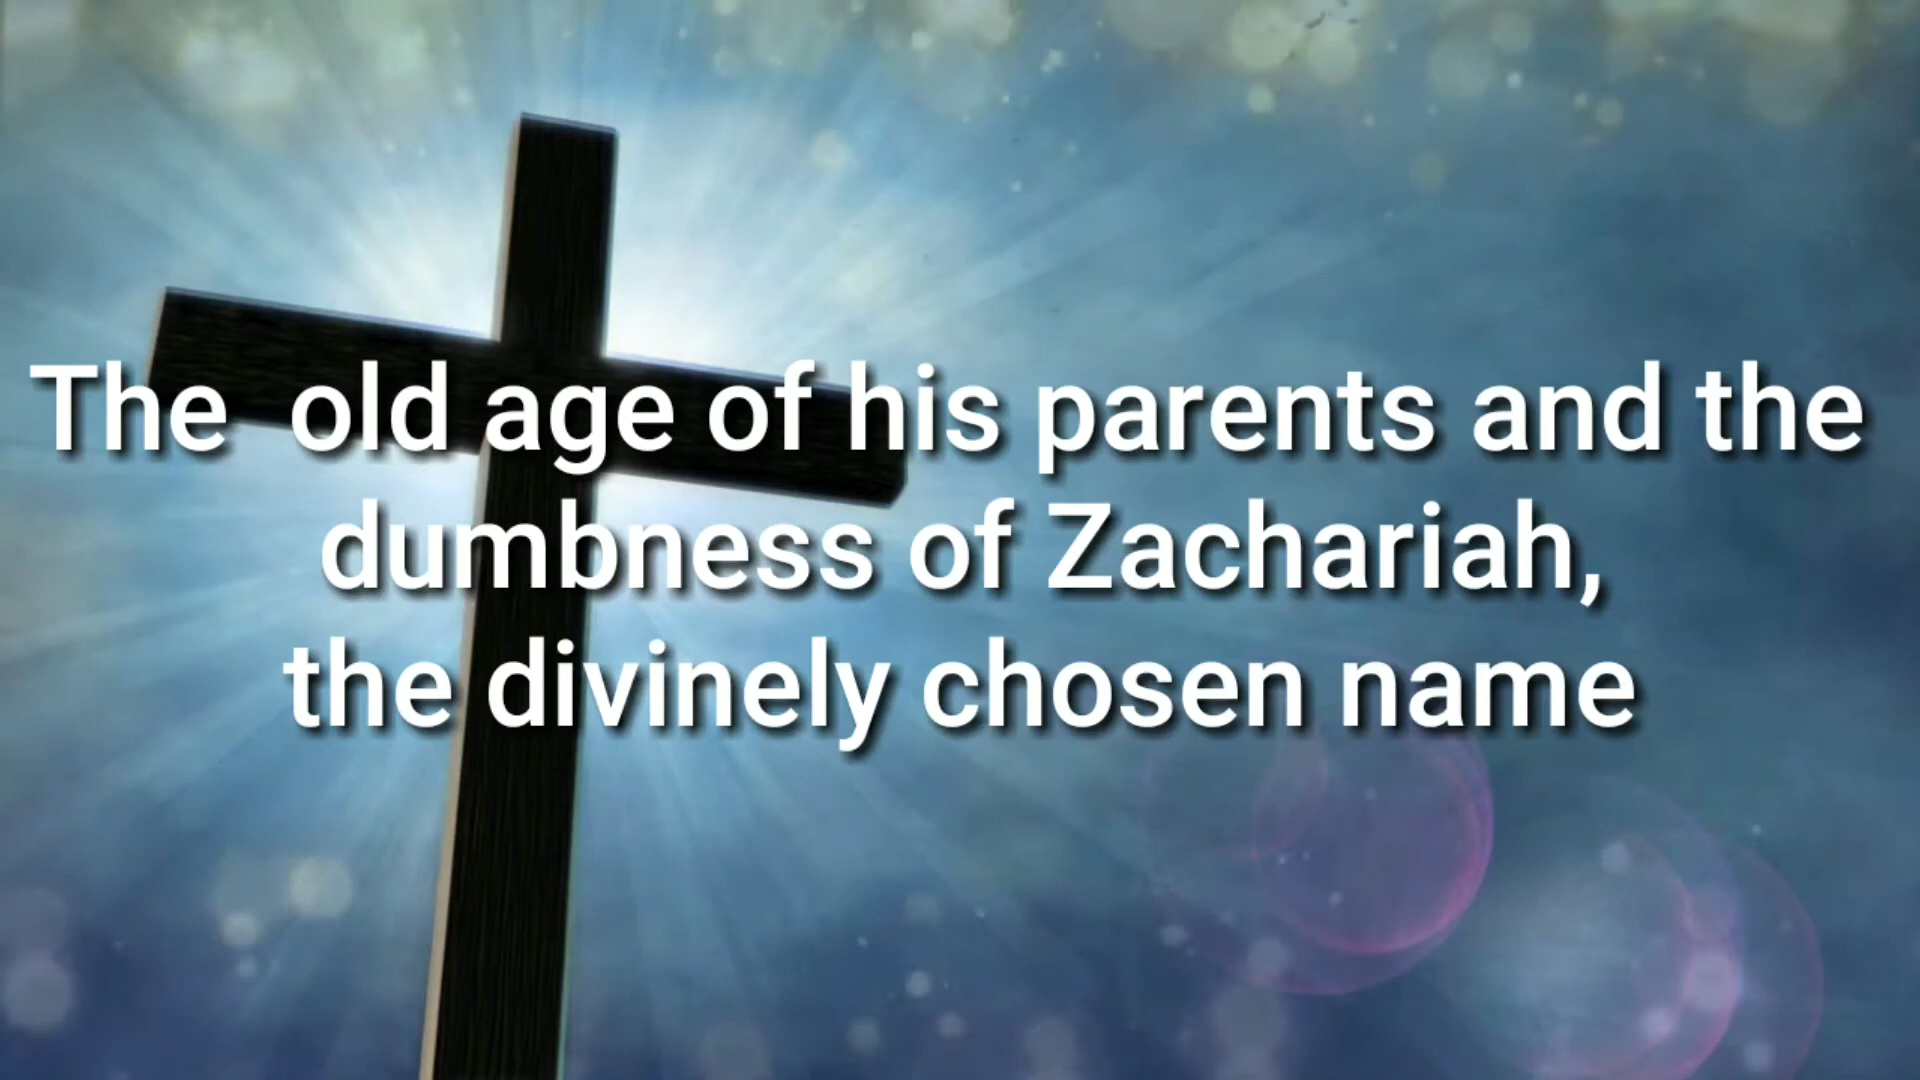 The  old age of his parents and the
dumbness of Zachariah,
the divinely chosen name